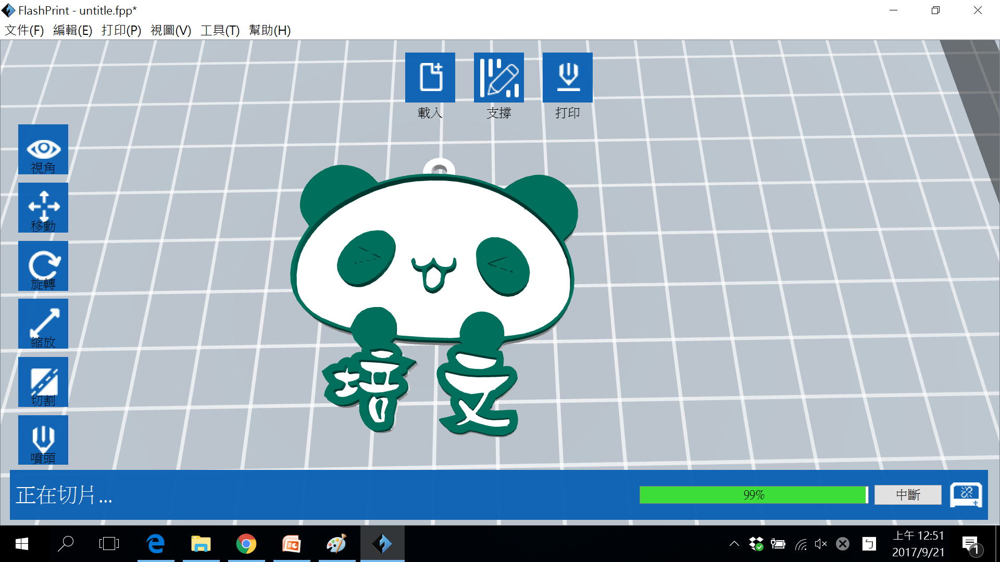 FlashPrint - untitle.fpp*
文件(F) 編輯(E) 打印(P) 視圖(V) 工具(T) 幫助(H)
載入 支撐 打印
視角
移動
旋轉
縮放
切割
噴頭
培 文
正在切片... 99% 中斷
上午 12:51
2017/9/21
ㄅ
1